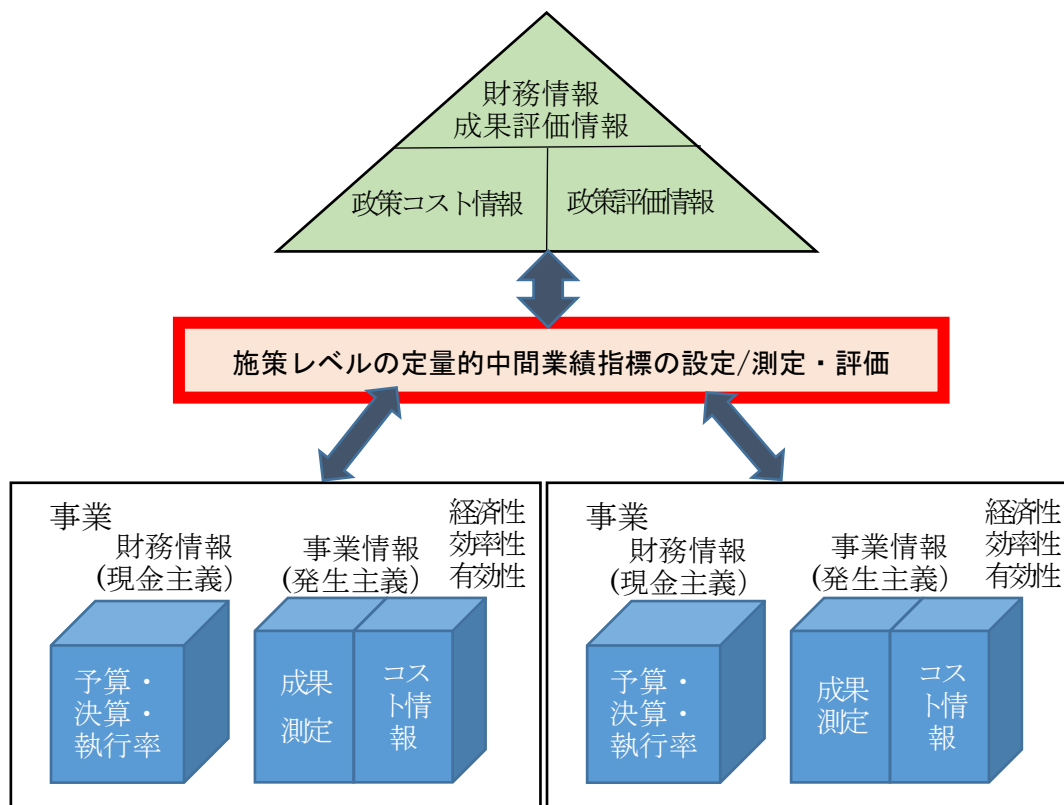 財務情報
成果評価情報
政策コスト情報
政策評価情報
施策レベルの定量的中間業績指標の設定/測定・評価
事業
財務情報
(現金主義)
事業情報
(発生主義)
経済性
効率性
有効性
予算・
決算・
執行率
成果
測定
コス
ト情
報
事業
財務情報
(現金主義)
事業情報
(発生主義)
経済性
効率性
有効性
予算・
決算・
執行率
成果
測定
コス
ト情
報